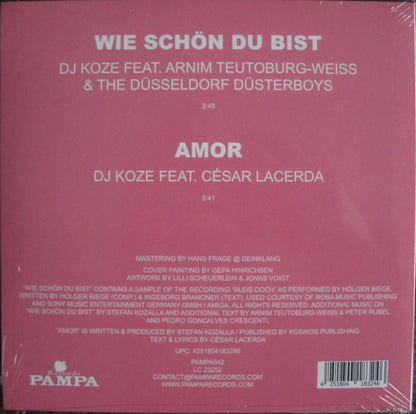 WIE SCHÖN DU BIST
DJ KOZE FEAT. ARNIM TEUTOBURG-WEISS
& THE DÜSSELDORF DÜSTERBOYS
3:48
AMOR
DJ KOZE FEAT. CÉSAR LACERDA
3:41
MASTERING BY HANS FRAGE @ DEINKLANG
COVER PAINTING BY GEPA HINRICHSEN
ARTWORK BY LILLI SCHEUERLEIN & JONAS VOIGT
"WIE SCHÖN DU BIST" CONTAINS A SAMPLE OF THE RECORDING "BLEIB DOCH" AS PERFORMED BY HOLGER BIEGE.
WRITTEN BY HOLGER BIEGE (COMP.) & INGEBORG BRANONER (TEXT). USED COURTESY OF ROBA MUSIC PUBLISHING
AND SONY MUSIC ENTERTAINMENT GERMANY GMBH / AMIGA. ALL RIGHTS RESERVED. ADDITIONAL MUSIC ON
"WIE SCHÖN DU BIST" BY STEFAN KOZALLA AND ADDITIONAL TEXT BY ARNIM TEUTOBURG-WEISS & PETER RUBEL
AND PEDRO GONÇALVES CRESCENTI.
"AMOR" IS WRITTEN & PRODUCED BY STEFAN KOZALLA / PUBLISHED BY KOSIKOS PUBLISHING
TEXT & LYRICS BY CÉSAR LACERDA
UPC: 4251804183246
PAMPA042
LC 23252
CONTACT@PAMPARECORDS.COM
WWW.PAMPARECORDS.COM
Records
PAMPA
4 251804 183246